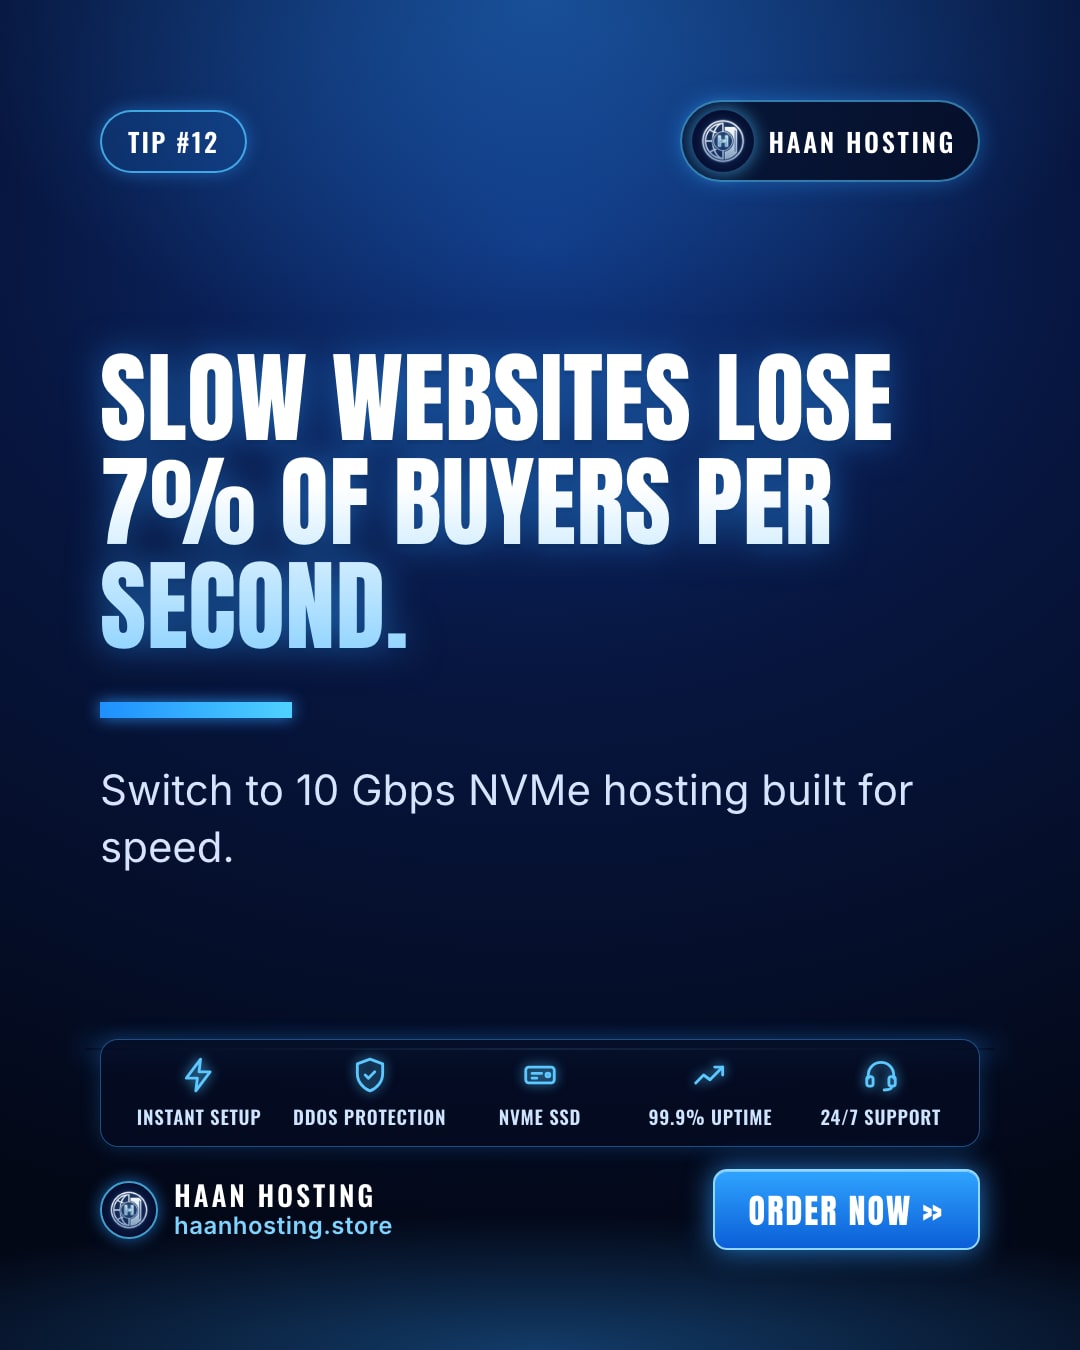 TIP #12
HAAN HOSTING
SLOW WEBSITES LOSE
7% OF BUYERS PER
SECOND.
Switch to 10 Gbps NVMe hosting built for
speed.
INSTANT SETUP
DDOS PROTECTION
NVME SSD
99.9% UPTIME
24/7 SUPPORT
HAAN HOSTING
haanhosting.store
ORDER NOW »